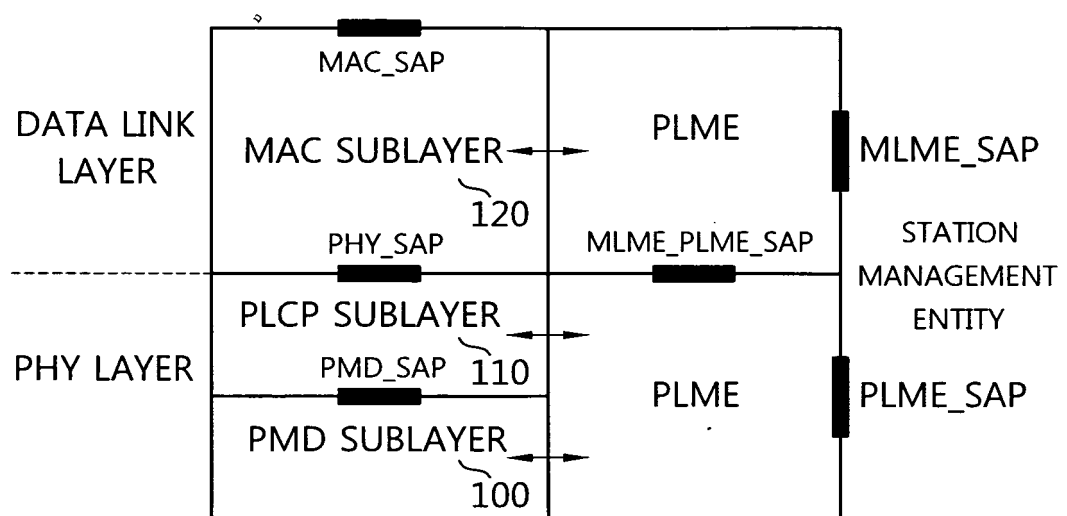 MAC_SAP
DATA LINK
LAYER
MAC SUBLAYER
120
PLME
MLME_SAP
PHY_SAP
MLME_PLME_SAP
STATION
MANAGEMENT
ENTITY
PLCP SUBLAYER
110
PHY LAYER
PMD_SAP
PLME
PLME_SAP
PMD SUBLAYER
100